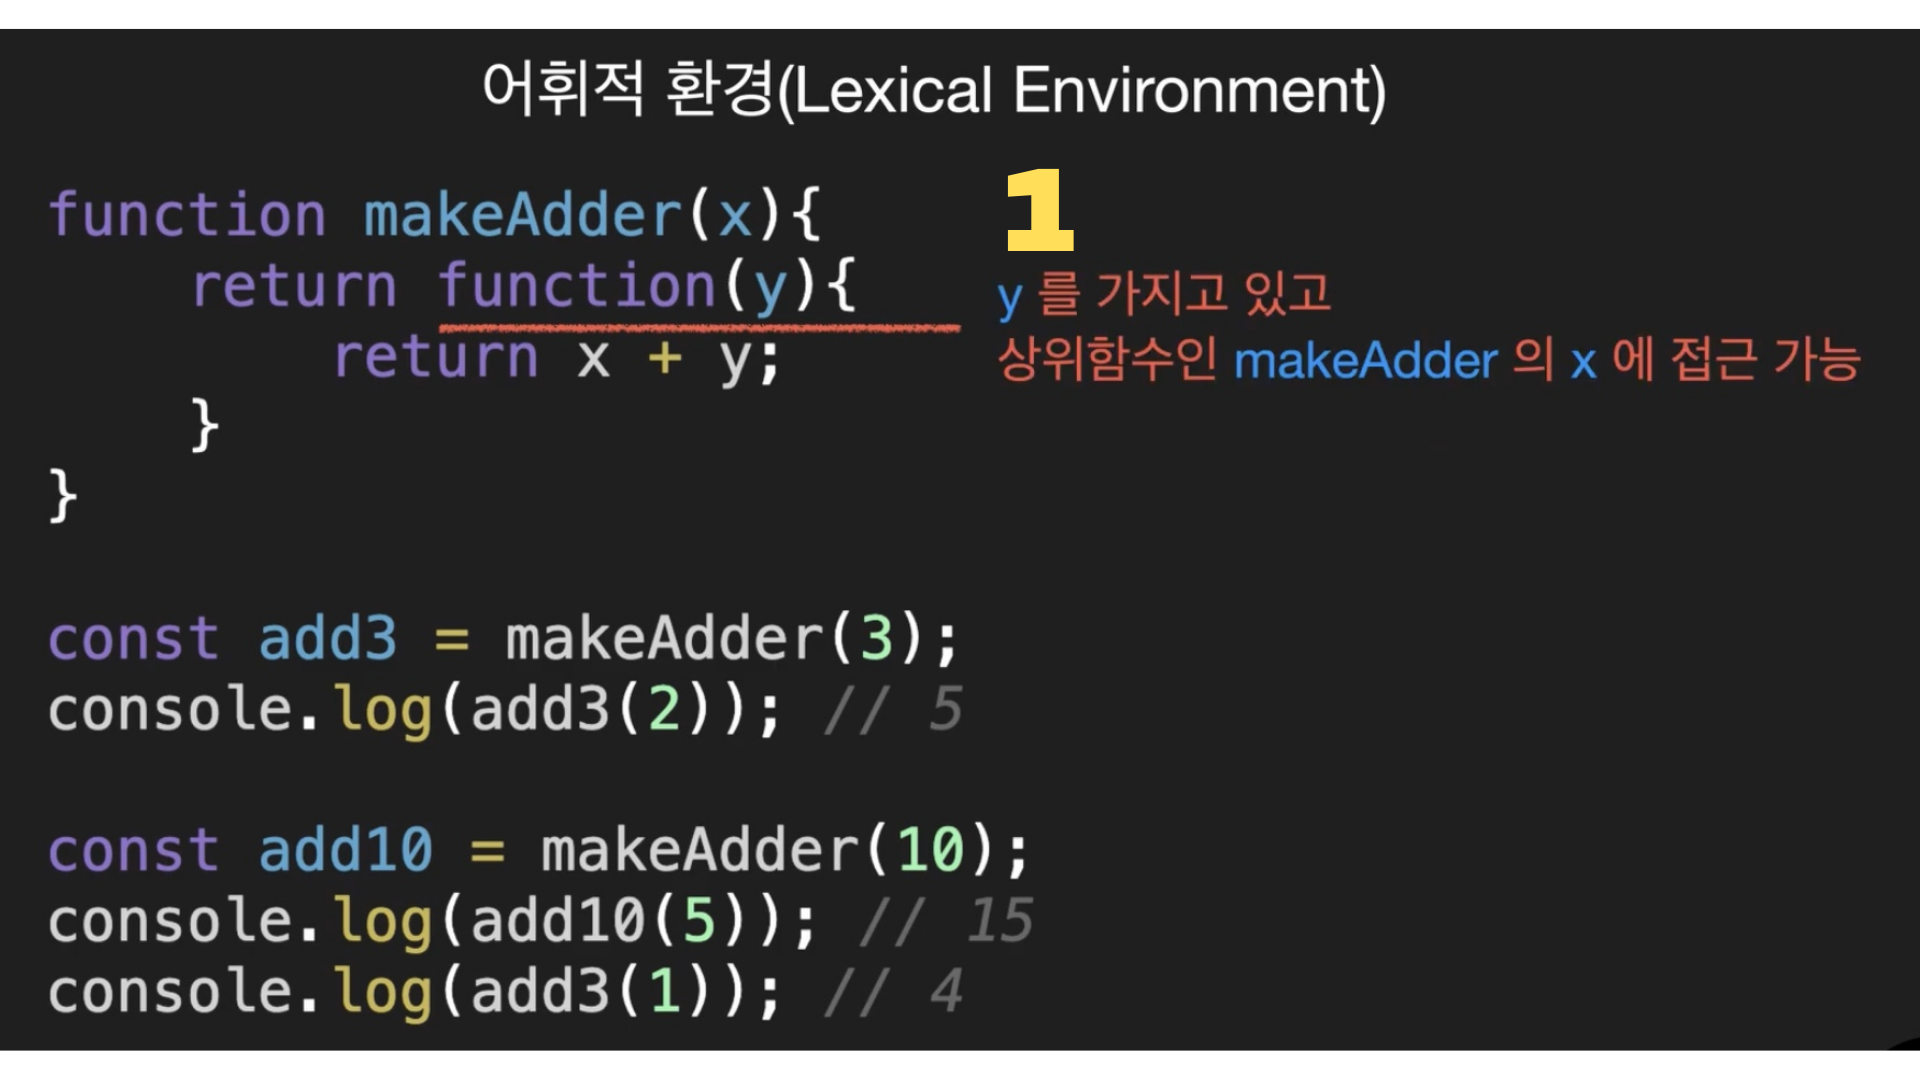 어휘적 환경(Lexical Environment)
function makeAdder(x){
1
return function(y){
y 를 가지고 있고
return x + y;
상위함수인 makeAdder 의 x 에 접근 가능
}
}
const add3 = makeAdder(3);
console.log(add3(2)); // 5
const add10 = makeAdder(10);
console.log(add10(5)); // 15
console.log(add3(1)); // 4